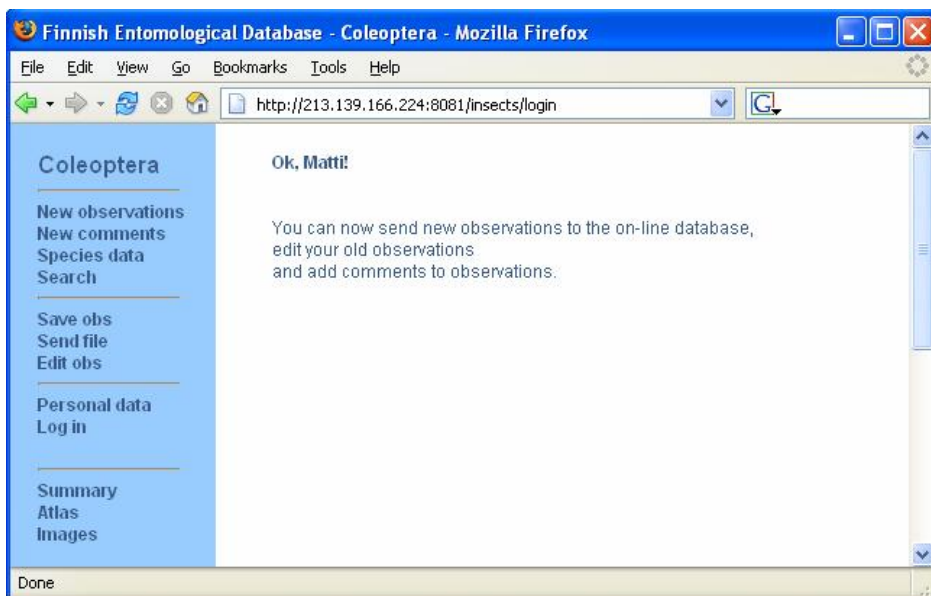 Finnish Entomological Database - Coleoptera - Mozilla Firefox
File Edit View Go Bookmarks Tools Help
http://213.139.166.224:8081/insects/login
G
Coleoptera
New observations
New comments
Species data
Search
Save obs
Send file
Edit obs
Personal data
Log in
Summary
Atlas
Images
Ok, Matti!
You can now send new observations to the on-line database,
edit your old observations
and add comments to observations.
Done